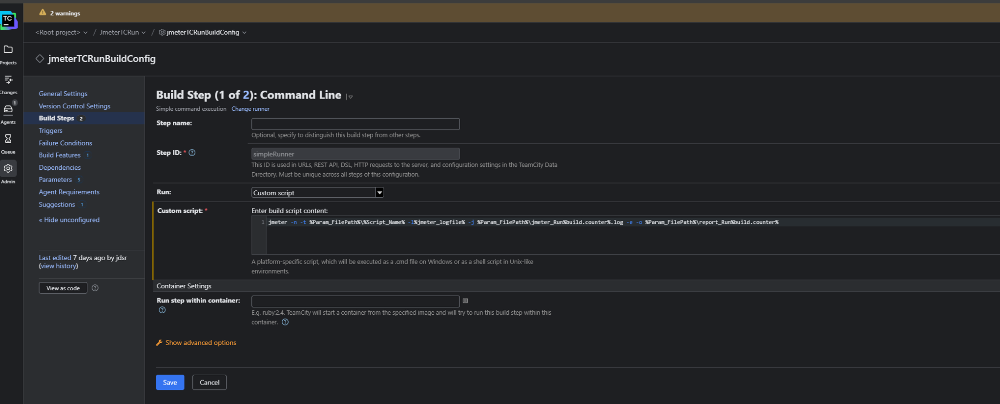 2 warnings
TC
<Root project> / JmeterTCRun / jmeterTCRunBuildConfig
Projects
Changes
1
Agents
Queue
Admin
jmeterTCRunBuildConfig
General Settings
Version Control Settings
Build Steps 2
Triggers
Failure Conditions
Build Features 1
Dependencies
Parameters 5
Agent Requirements
Suggestions 1
« Hide unconfigured
Last edited 7 days ago by jdsr
(view history)
View as code ?
Build Step (1 of 2): Command Line
Simple command execution Change runner
Step name:
Optional, specify to distinguish this build step from other steps.
Step ID: * ?
simpleRunner
This ID is used in URLs, REST API, DSL, HTTP requests to the server, and configuration settings in the TeamCity Data
Directory. Must be unique across all steps of this configuration.
Run: Custom script
Custom script: * Enter build script content:
1 jmeter -n -t %Param_FilePath%\%Script_Name% -l%jmeter_logfile% -j %Param_FilePath%\jmeter_Run%build.counter%.log -e -o %Param_FilePath%\report_Run%build.counter%
A platform-specific script, which will be executed as a .cmd file on Windows or as a shell script in Unix-like
environments.
Container Settings
Run step within container:
?
E.g. ruby:2.4. TeamCity will start a container from the specified image and will try to run this build step within this
container. ?
Show advanced options
Save Cancel